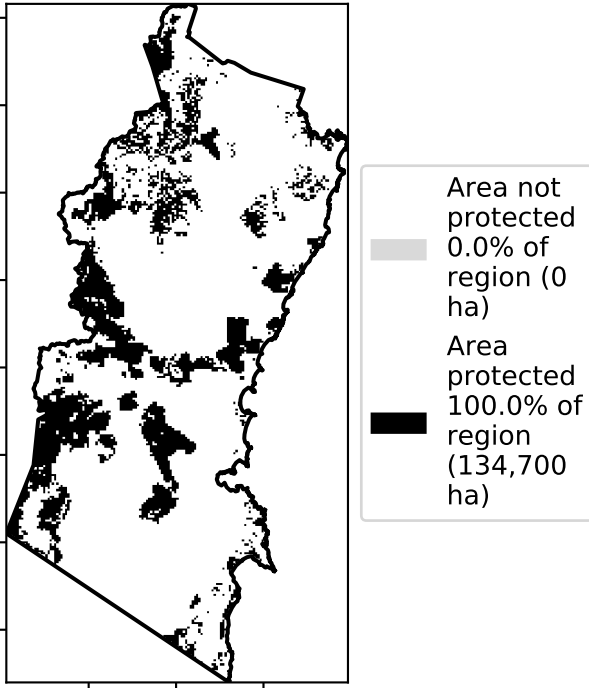 Area not
protected
0.0% of
region (0
ha)
Area
protected
100.0% of
region
(134,700
ha)